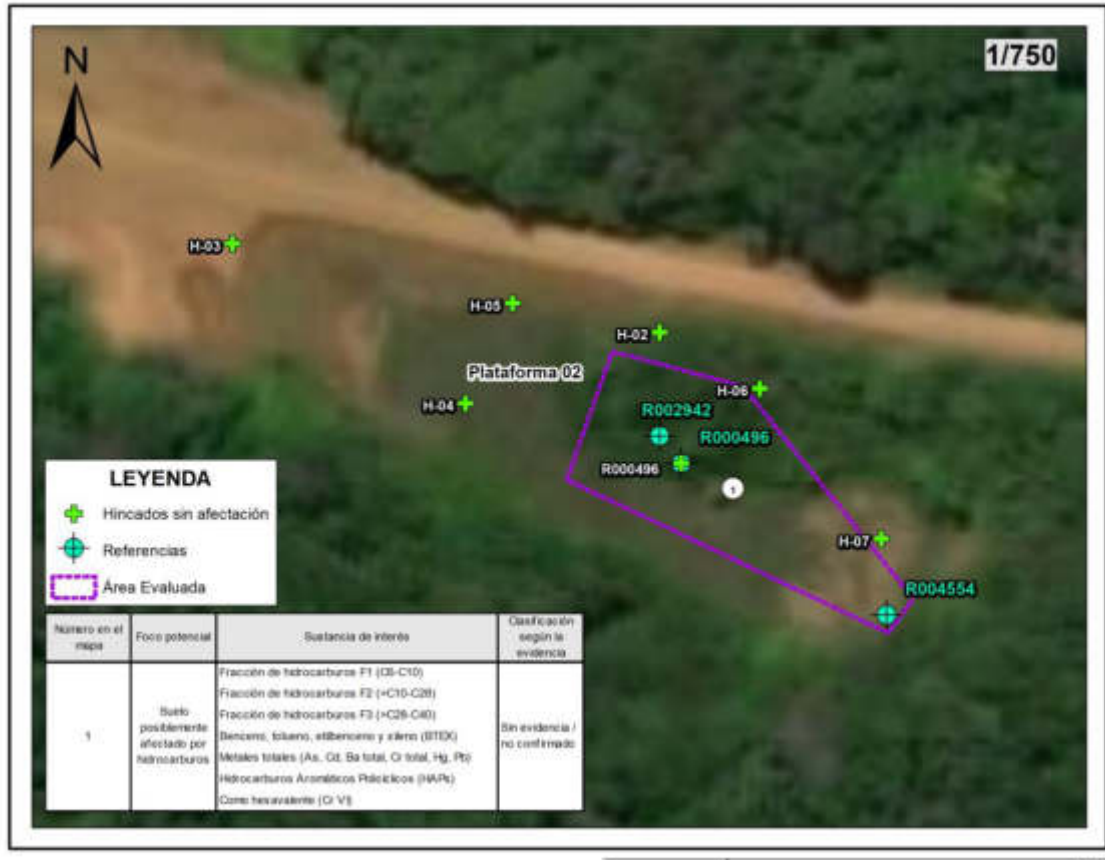 N
1/750
H-03
H-05
H-02
Plataforma 02
H-06
H-04
R002942
R000496
R000496
1
H-07
R004554
LEYENDA
Hincados sin afectación
Referencias
Área Evaluada
Número en el mapa
Foco potencial
Sustancia de interés
Clasificación según la evidencia
1
Suelo posiblemente afectado por hidrocarburos
Fracción de hidrocarburos F1 (C6-C10)
Fracción de hidrocarburos F2 (>C10-C28)
Fracción de hidrocarburos F3 (>C28-C40)
Benceno, tolueno, etilbenceno y xileno (BTEX)
Metales totales (As, Cd, Ba total, Cr total, Hg, Pb)
Hidrocarburos Aromáticos Policíclicos (HAPs)
Cromo hexavalente (Cr VI)
Sin evidencia / no confirmado